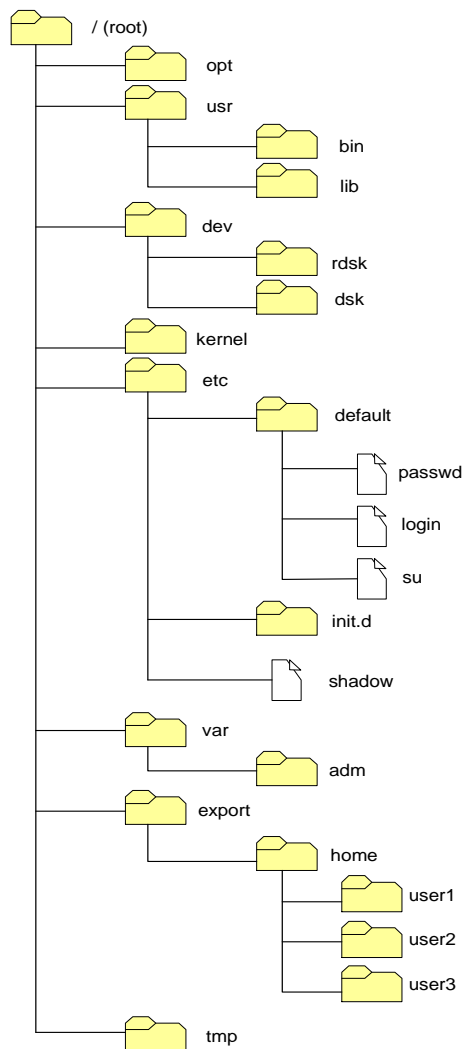 / (root)
opt
usr
bin
lib
dev
rdsk
dsk
kernel
etc
default
passwd
login
su
init.d
shadow
var
adm
export
home
user1
user2
user3
tmp